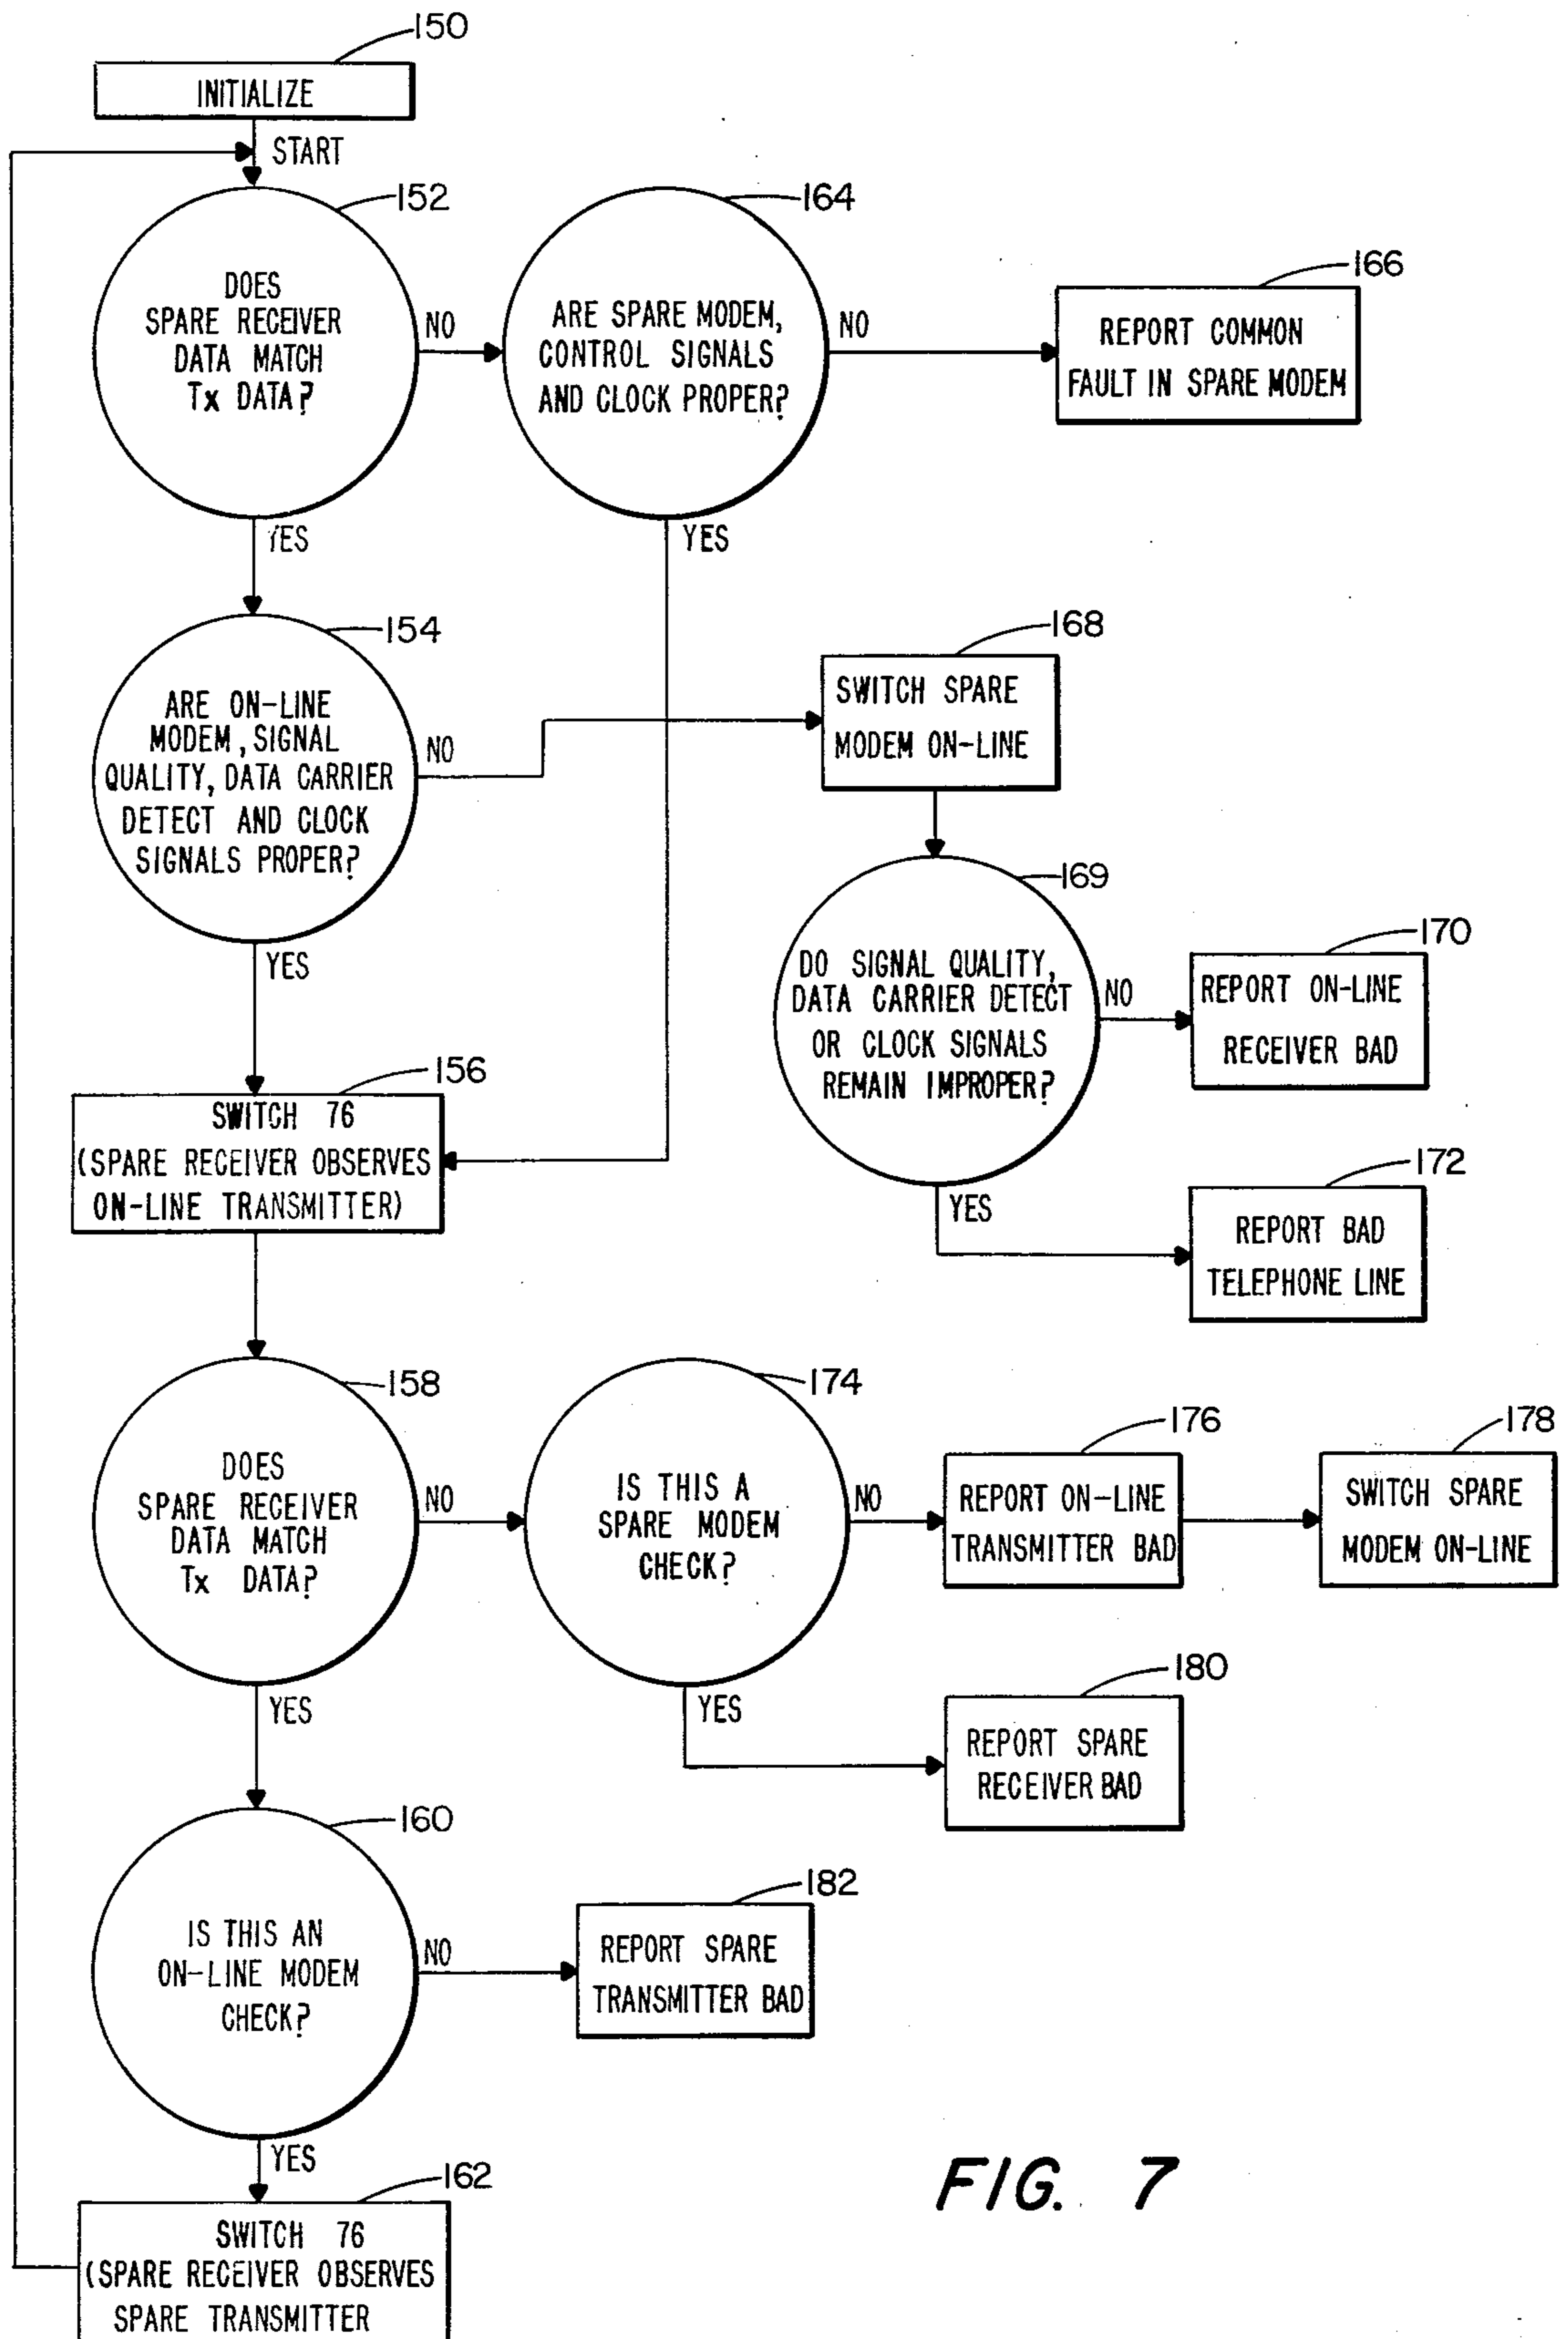 150
INITIALIZE
START
152
DOES
SPARE RECEIVER
DATA MATCH
Tx DATA?
NO
YES
164
ARE SPARE MODEM,
CONTROL SIGNALS
AND CLOCK PROPER?
NO
YES
166
REPORT COMMON
FAULT IN SPARE MODEM
154
ARE ON-LINE
MODEM, SIGNAL
QUALITY, DATA CARRIER
DETECT AND CLOCK
SIGNALS PROPER?
NO
YES
168
SWITCH SPARE
MODEM ON-LINE
169
DO SIGNAL QUALITY,
DATA CARRIER DETECT
OR CLOCK SIGNALS
REMAIN IMPROPER?
NO
YES
170
REPORT ON-LINE
RECEIVER BAD
172
REPORT BAD
TELEPHONE LINE
156
SWITCH 76
(SPARE RECEIVER OBSERVES
ON-LINE TRANSMITTER)
158
DOES
SPARE RECEIVER
DATA MATCH
Tx DATA?
NO
YES
174
IS THIS A
SPARE MODEM
CHECK?
NO
YES
176
REPORT ON-LINE
TRANSMITTER BAD
178
SWITCH SPARE
MODEM ON-LINE
180
REPORT SPARE
RECEIVER BAD
160
IS THIS AN
ON-LINE MODEM
CHECK?
NO
YES
182
REPORT SPARE
TRANSMITTER BAD
162
SWITCH 76
(SPARE RECEIVER OBSERVES
SPARE TRANSMITTER
FIG. 7